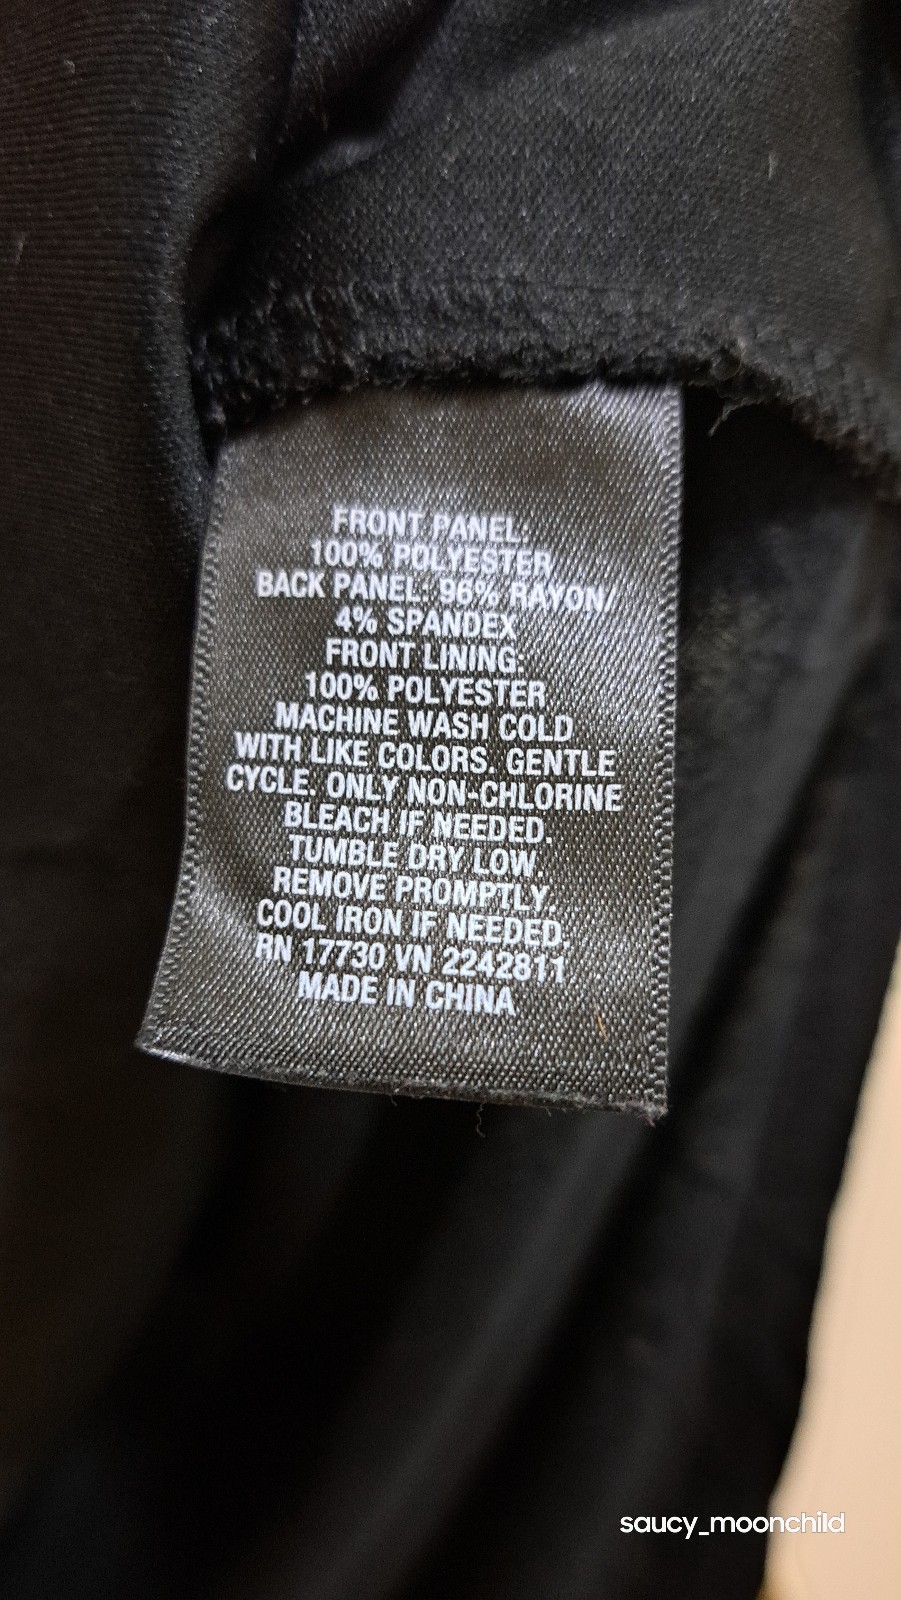 FRONT PANEL:
100% POLYESTER
BACK PANEL: 96% RAYON/
4% SPANDEX
FRONT LINING:
100% POLYESTER
MACHINE WASH COLD
WITH LIKE COLORS. GENTLE
CYCLE. ONLY NON-CHLORINE
BLEACH IF NEEDED.
TUMBLE DRY LOW.
REMOVE PROMPTLY.
COOL IRON IF NEEDED.
RN 17730 VN 2242811
MADE IN CHINA
saucy_moonchild